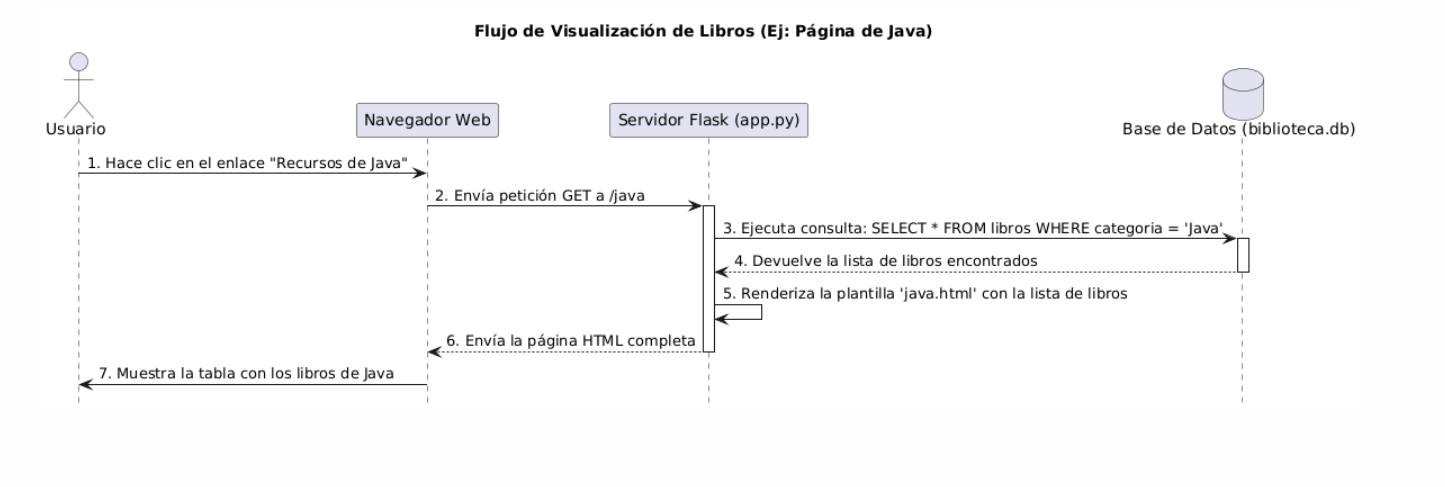 Flujo de Visualización de Libros (Ej: Página de Java)
Usuario
Navegador Web
Servidor Flask (app.py)
Base de Datos (biblioteca.db)
1. Hace clic en el enlace "Recursos de Java"
2. Envía petición GET a /java
3. Ejecuta consulta: SELECT * FROM libros WHERE categoria = 'Java'
4. Devuelve la lista de libros encontrados
5. Renderiza la plantilla 'java.html' con la lista de libros
6. Envía la página HTML completa
7. Muestra la tabla con los libros de Java